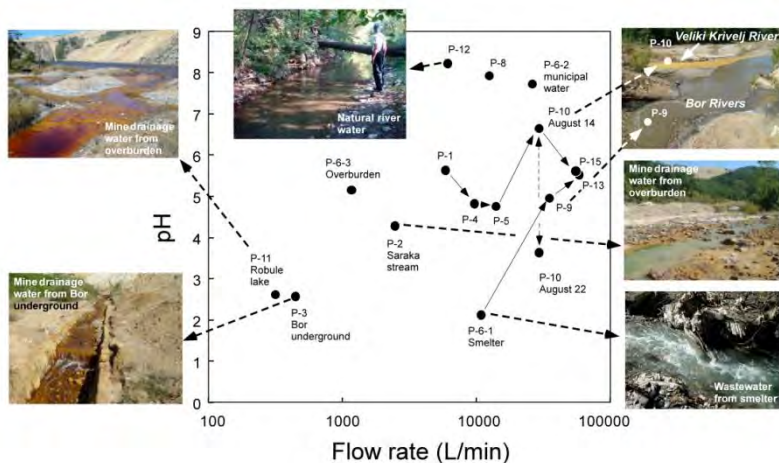 Mine drainage
water from
overburden
Natural river
water
P-12
P-8
P-6-2
municipal
water
Veliki Krivelj River
P-10
Bor Rivers
P-9
P-10
August 14
P-6-3
Overburden
P-1
P-15
P-13
P-4
P-5
P-9
Mine drainage
water from
overburden
P-2
Saraka
stream
P-11
Robule
lake
P-10
August 22
Mine drainage
water from Bor
underground
P-3
Bor
underground
P-6-1
Smelter
Wastewater
from smelter
pH
9
8
7
6
5
4
3
2
1
0
100
1000
10000
100000
Flow rate (L/min)